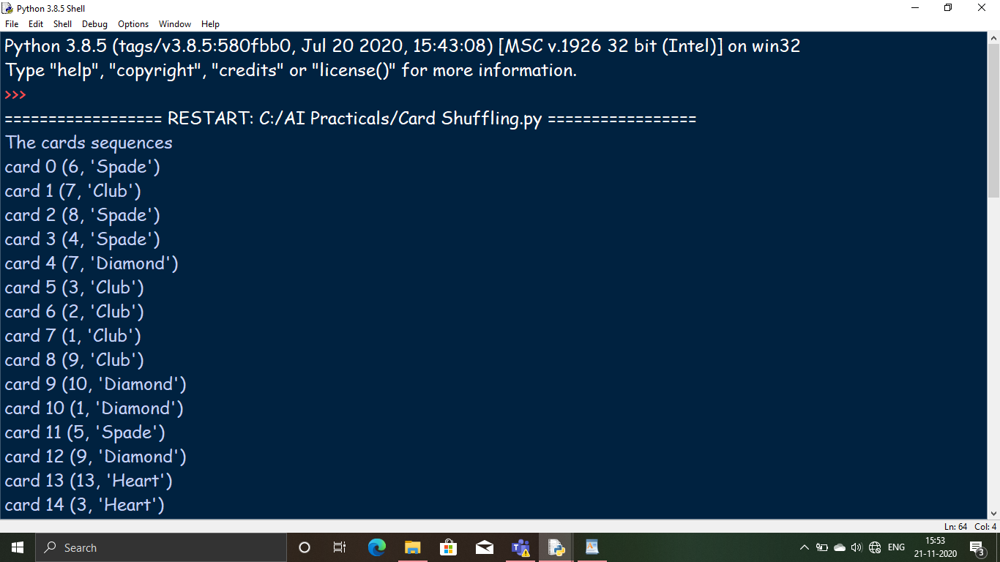 Python 3.8.5 Shell
File Edit Shell Debug Options Window Help
Python 3.8.5 (tags/v3.8.5:580fbb0, Jul 20 2020, 15:43:08) [MSC v.1926 32 bit (Intel)] on win32
Type "help", "copyright", "credits" or "license()" for more information.
>>>
================== RESTART: C:/AI Practicals/Card Shuffling.py =================
The cards sequences
card 0 (6, 'Spade')
card 1 (7, 'Club')
card 2 (8, 'Spade')
card 3 (4, 'Spade')
card 4 (7, 'Diamond')
card 5 (3, 'Club')
card 6 (2, 'Club')
card 7 (1, 'Club')
card 8 (9, 'Club')
card 9 (10, 'Diamond')
card 10 (1, 'Diamond')
card 11 (5, 'Spade')
card 12 (9, 'Diamond')
card 13 (13, 'Heart')
card 14 (3, 'Heart')
Ln: 64 Col: 4
Search
ENG
15:53
21-11-2020
3